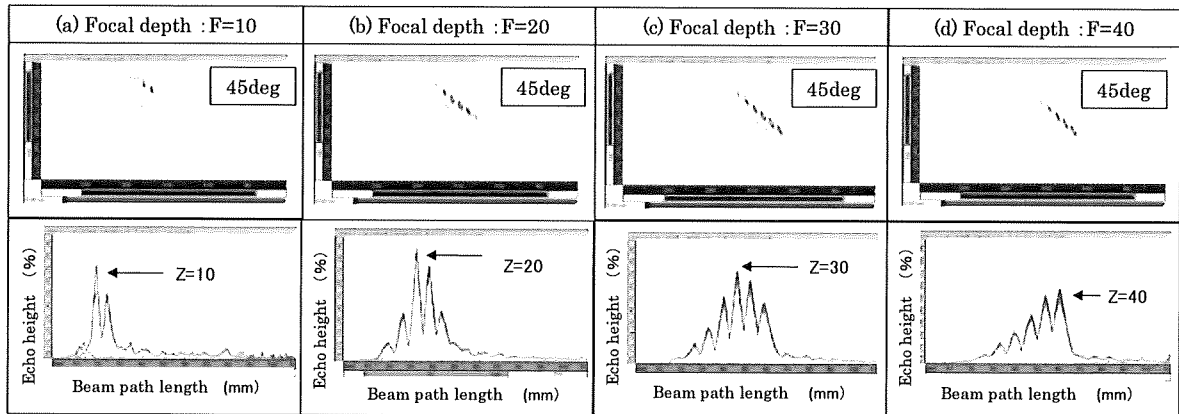 (a) Focal depth :F=10
(b) Focal depth :F=20
(c) Focal depth :F=30
(d) Focal depth :F=40
45deg
45deg
45deg
45deg
Echo height (%)
Z=10
Beam path length (mm)
Echo height (%)
Z=20
Beam path length (mm)
Echo height (%)
Z=30
Beam path length (mm)
Echo height (%)
Z=40
Beam path length (mm)